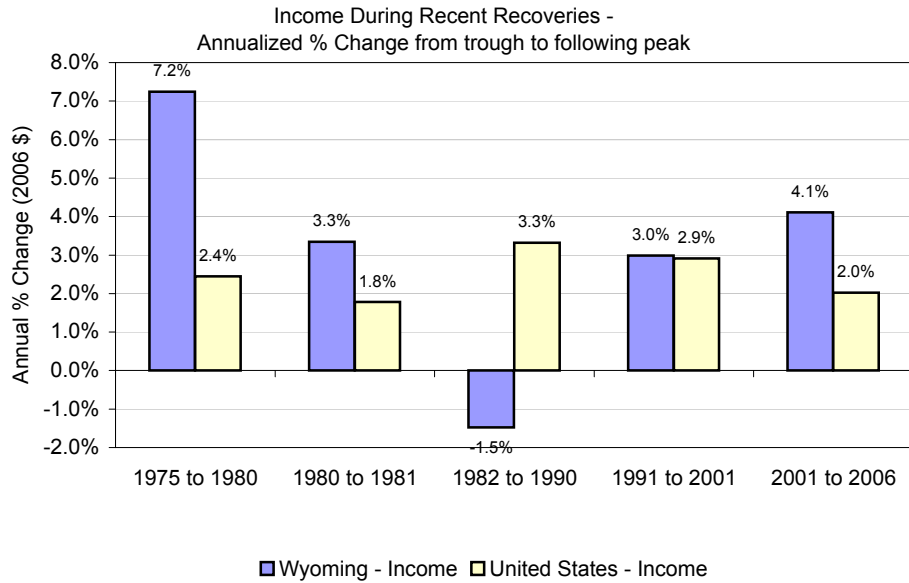 Income During Recent Recoveries -
Annualized % Change from trough to following peak
Annual % Change (2006 $)
8.0%
7.0%
6.0%
5.0%
4.0%
3.0%
2.0%
1.0%
0.0%
-1.0%
-2.0%
7.2%
2.4%
3.3%
1.8%
-1.5%
3.3%
3.0%
2.9%
4.1%
2.0%
1975 to 1980
1980 to 1981
1982 to 1990
1991 to 2001
2001 to 2006
Wyoming - Income
United States - Income